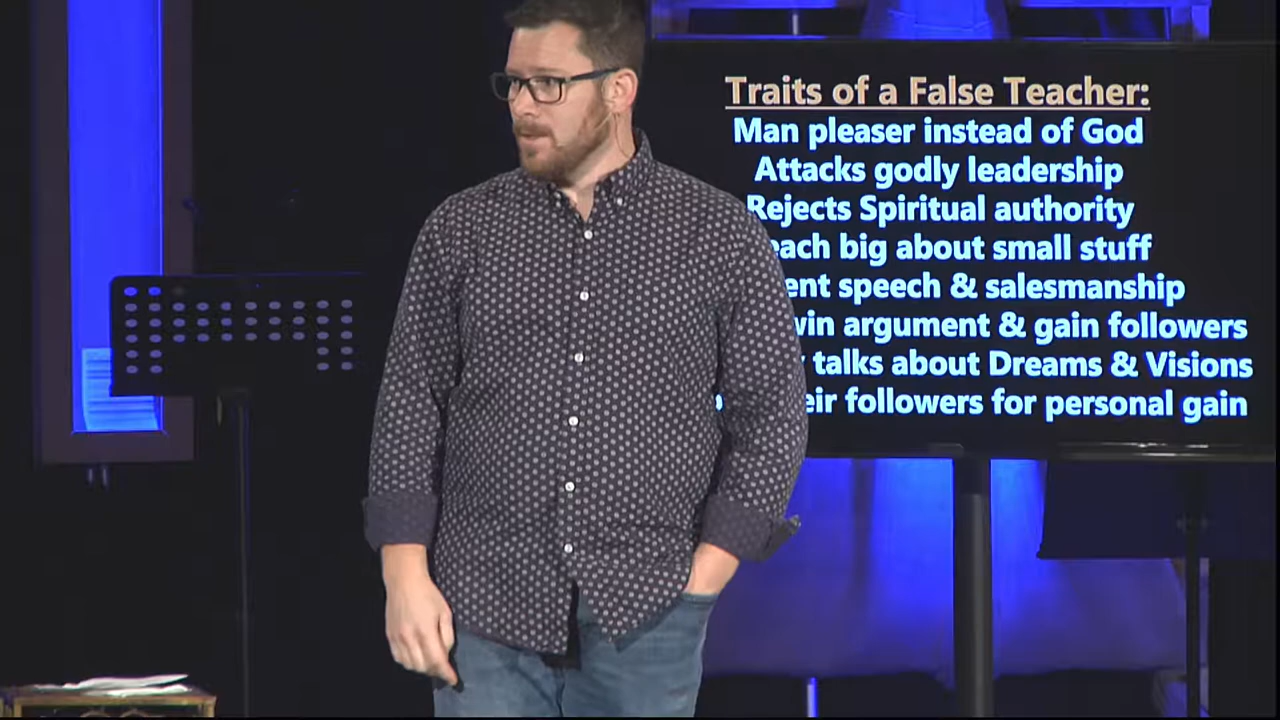 Traits of a False Teacher:
Man pleaser instead of God
Attacks godly leadership
Rejects Spiritual authority
each big about small stuff
ent speech & salesmanship
win argument & gain followers
talks about Dreams & Visions
eir followers for personal gain